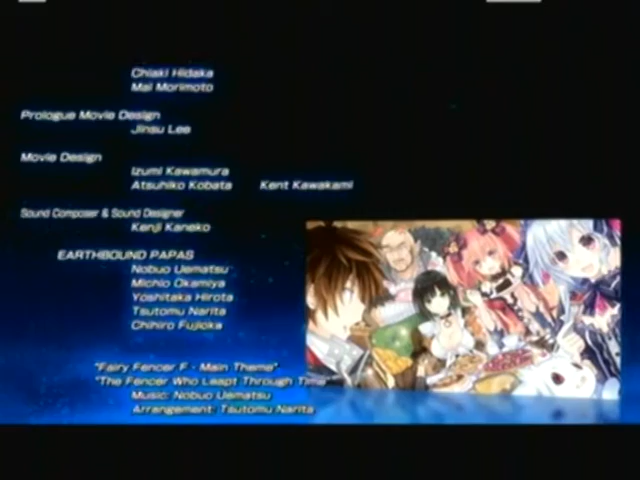 Chiaki Hidaka
Mai Morimoto
Prologue Movie Design
Jinsu Lee
Movie Design
Izumi Kawamura
Atsuhiko Kobata Kent Kawakami
Sound Composer & Sound Designer
Kenji Kaneko
EARTHBOUND PAPAS
Nobuo Uematsu
Michio Okamiya
Yoshitaka Hirota
Tsutomu Narita
Chihiro Fujioka
"Fairy Fencer F - Main Theme"
"The Fencer Who Leapt Through Time"
Music: Nobuo Uematsu
Arrangement: Tsutomu Narita